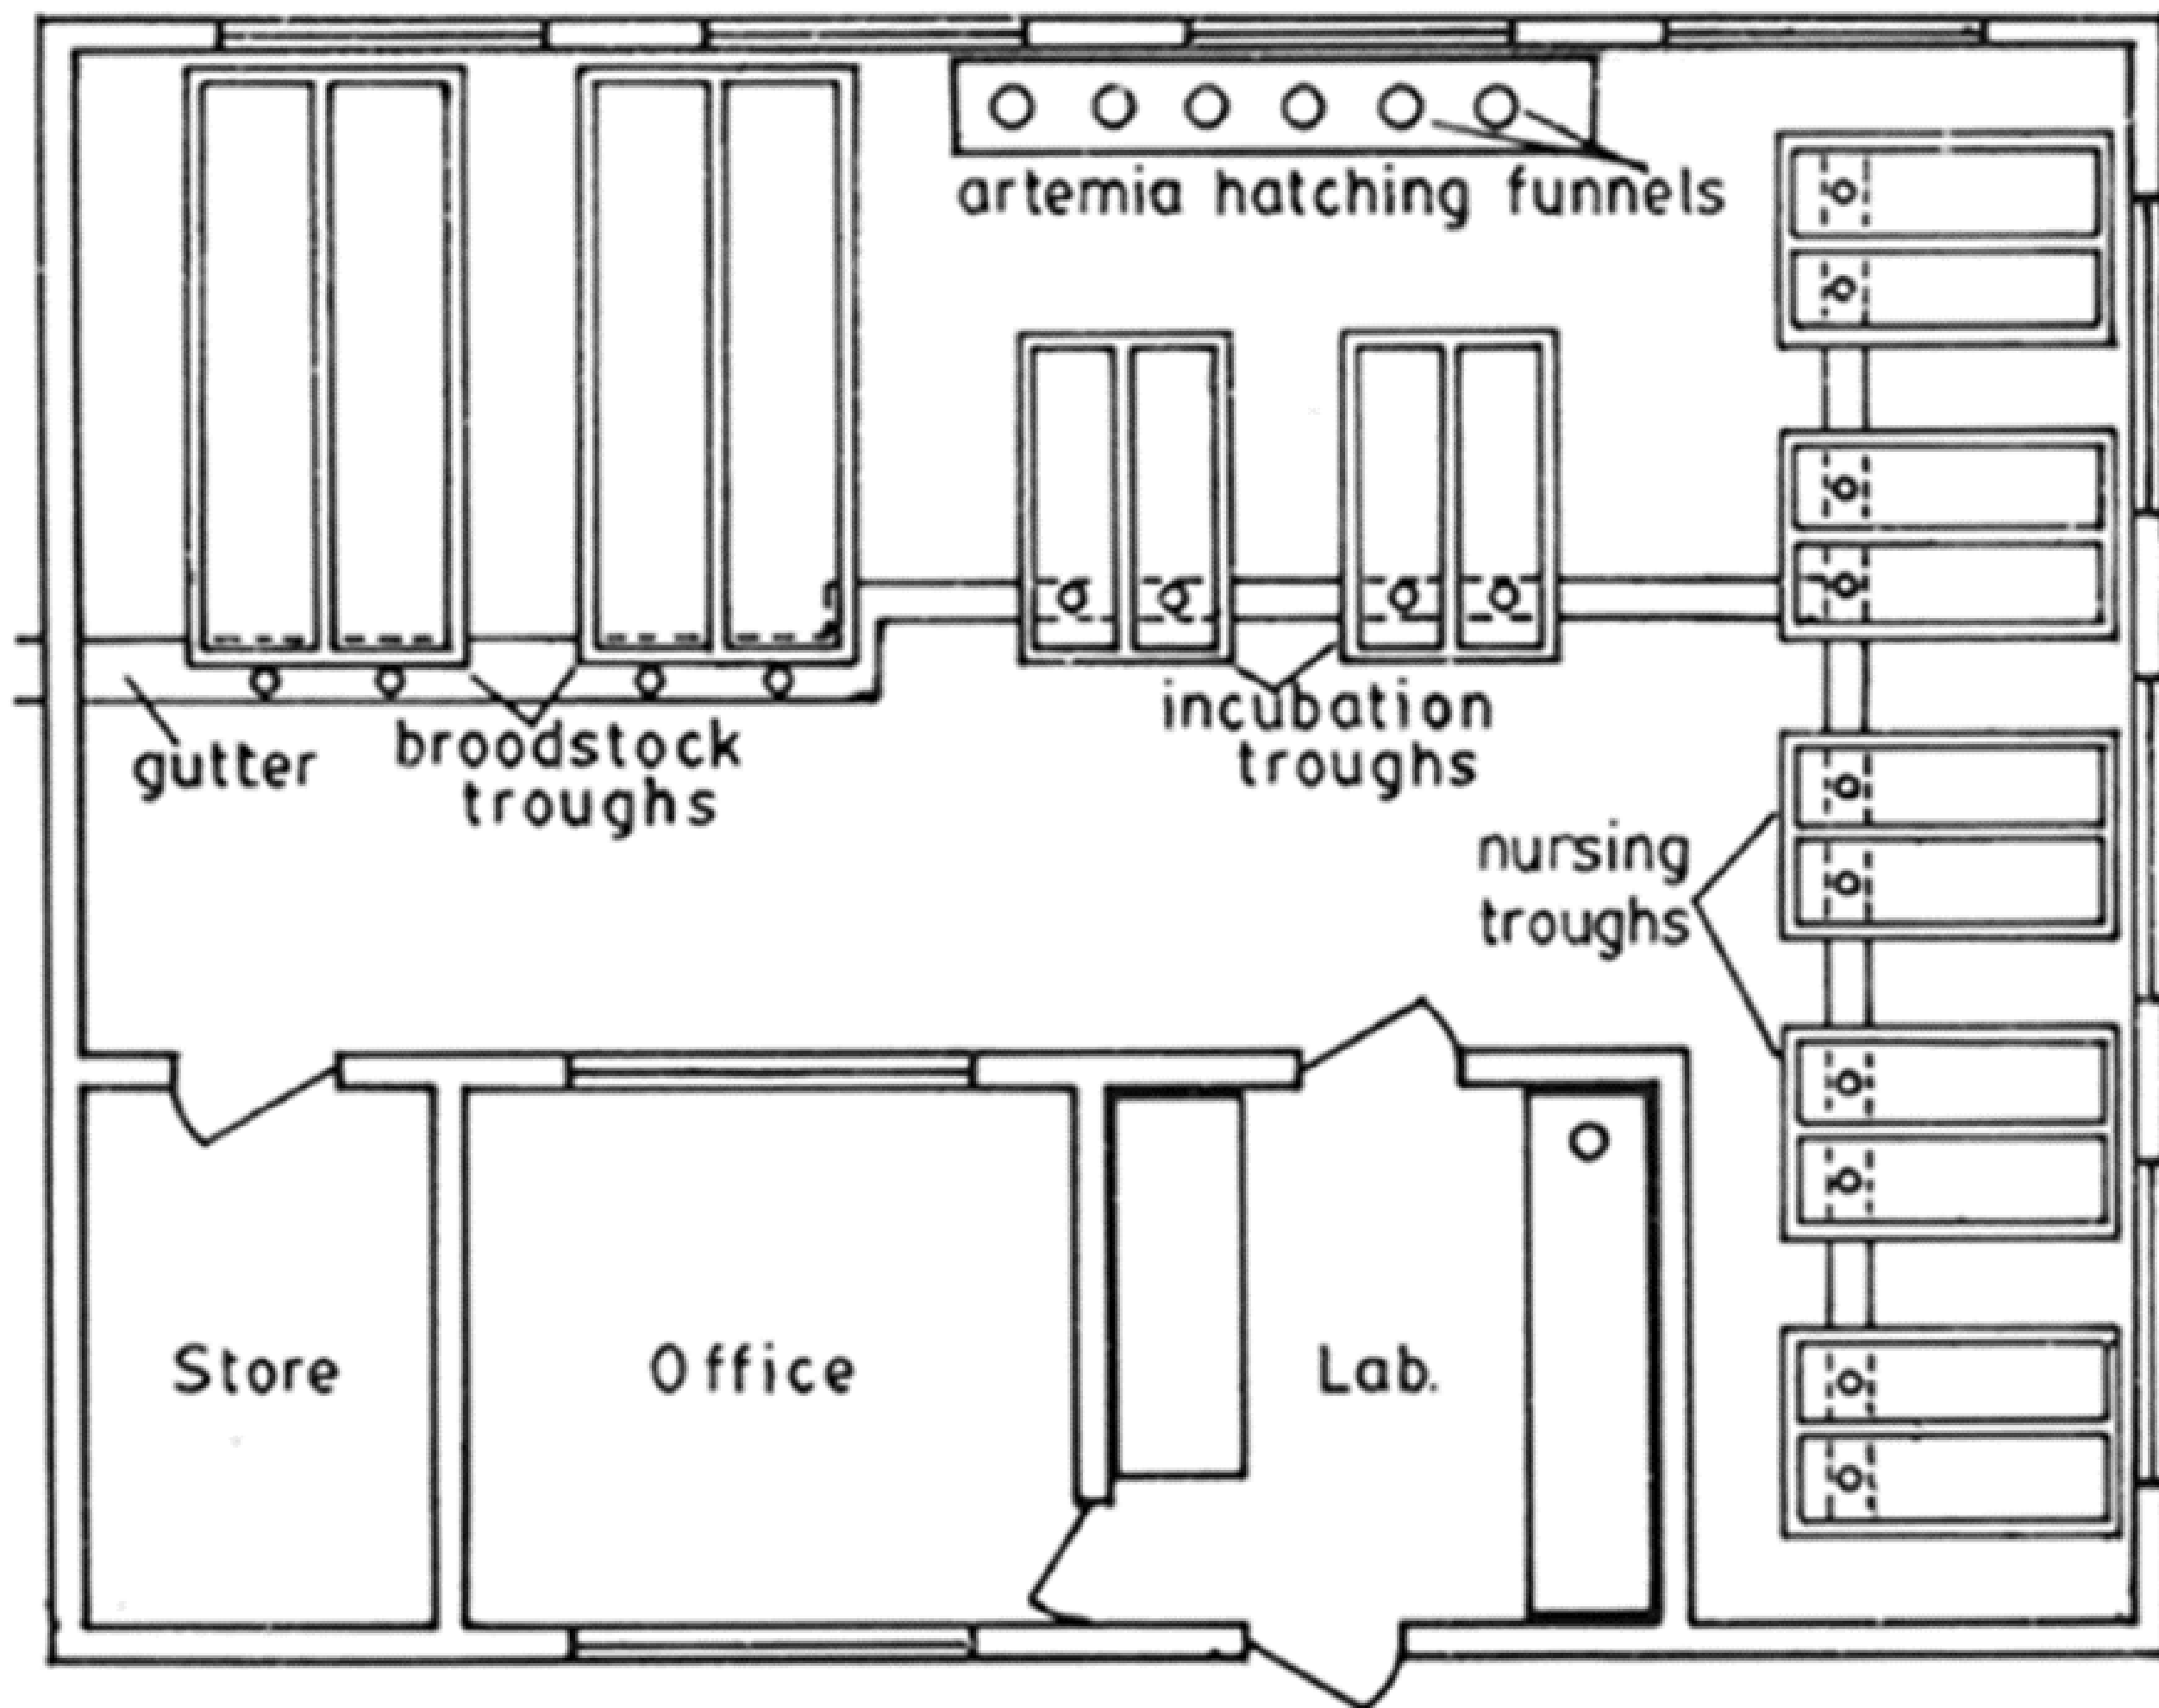 artemia hatching funnels
gutter
broodstock
troughs
incubation
troughs
nursing
troughs
Store
Office
Lab.